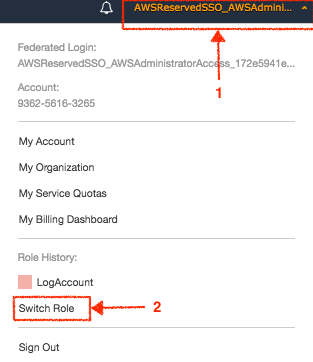 AWSReservedSSO_AWSAdmini...
1
Federated Login:
AWSReservedSSO_AWSAdministratorAccess_172e5941e...
Account:
9362-5616-3265
My Account
My Organization
My Service Quotas
My Billing Dashboard
Role History:
LogAccount
Switch Role 2
Sign Out